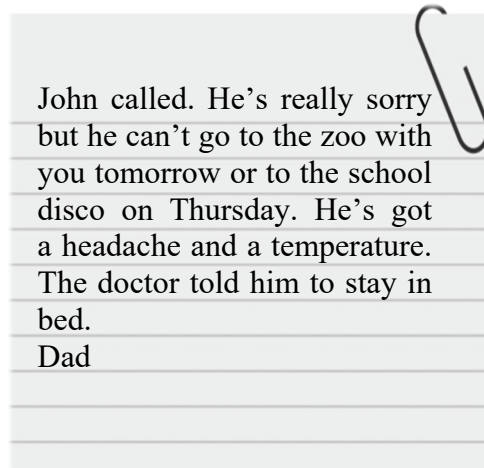 John called. He’s really sorry
but he can’t go to the zoo with
you tomorrow or to the school
disco on Thursday. He’s got
a headache and a temperature.
The doctor told him to stay in
bed.
Dad